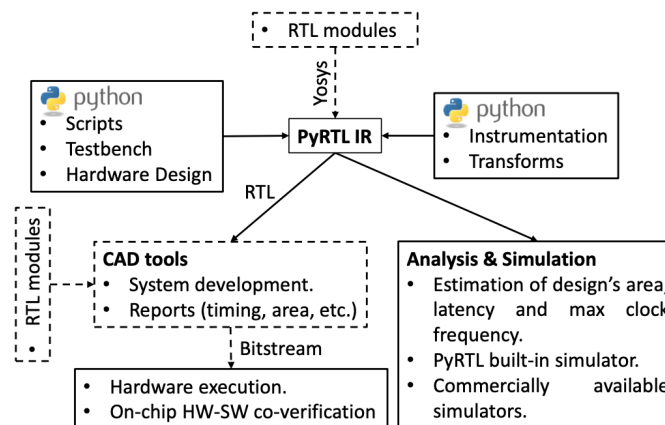 • RTL modules
Yosys
python
• Scripts
• Testbench
• Hardware Design
PyRTL IR
python
• Instrumentation
• Transforms
RTL
• RTL modules
CAD tools
• System development.
• Reports (timing, area, etc.)
Bitstream
• Hardware execution.
• On-chip HW-SW co-verification
Analysis & Simulation
• Estimation of design's area,
latency and max clock
frequency.
• PyRTL built-in simulator.
• Commercially available
simulators.